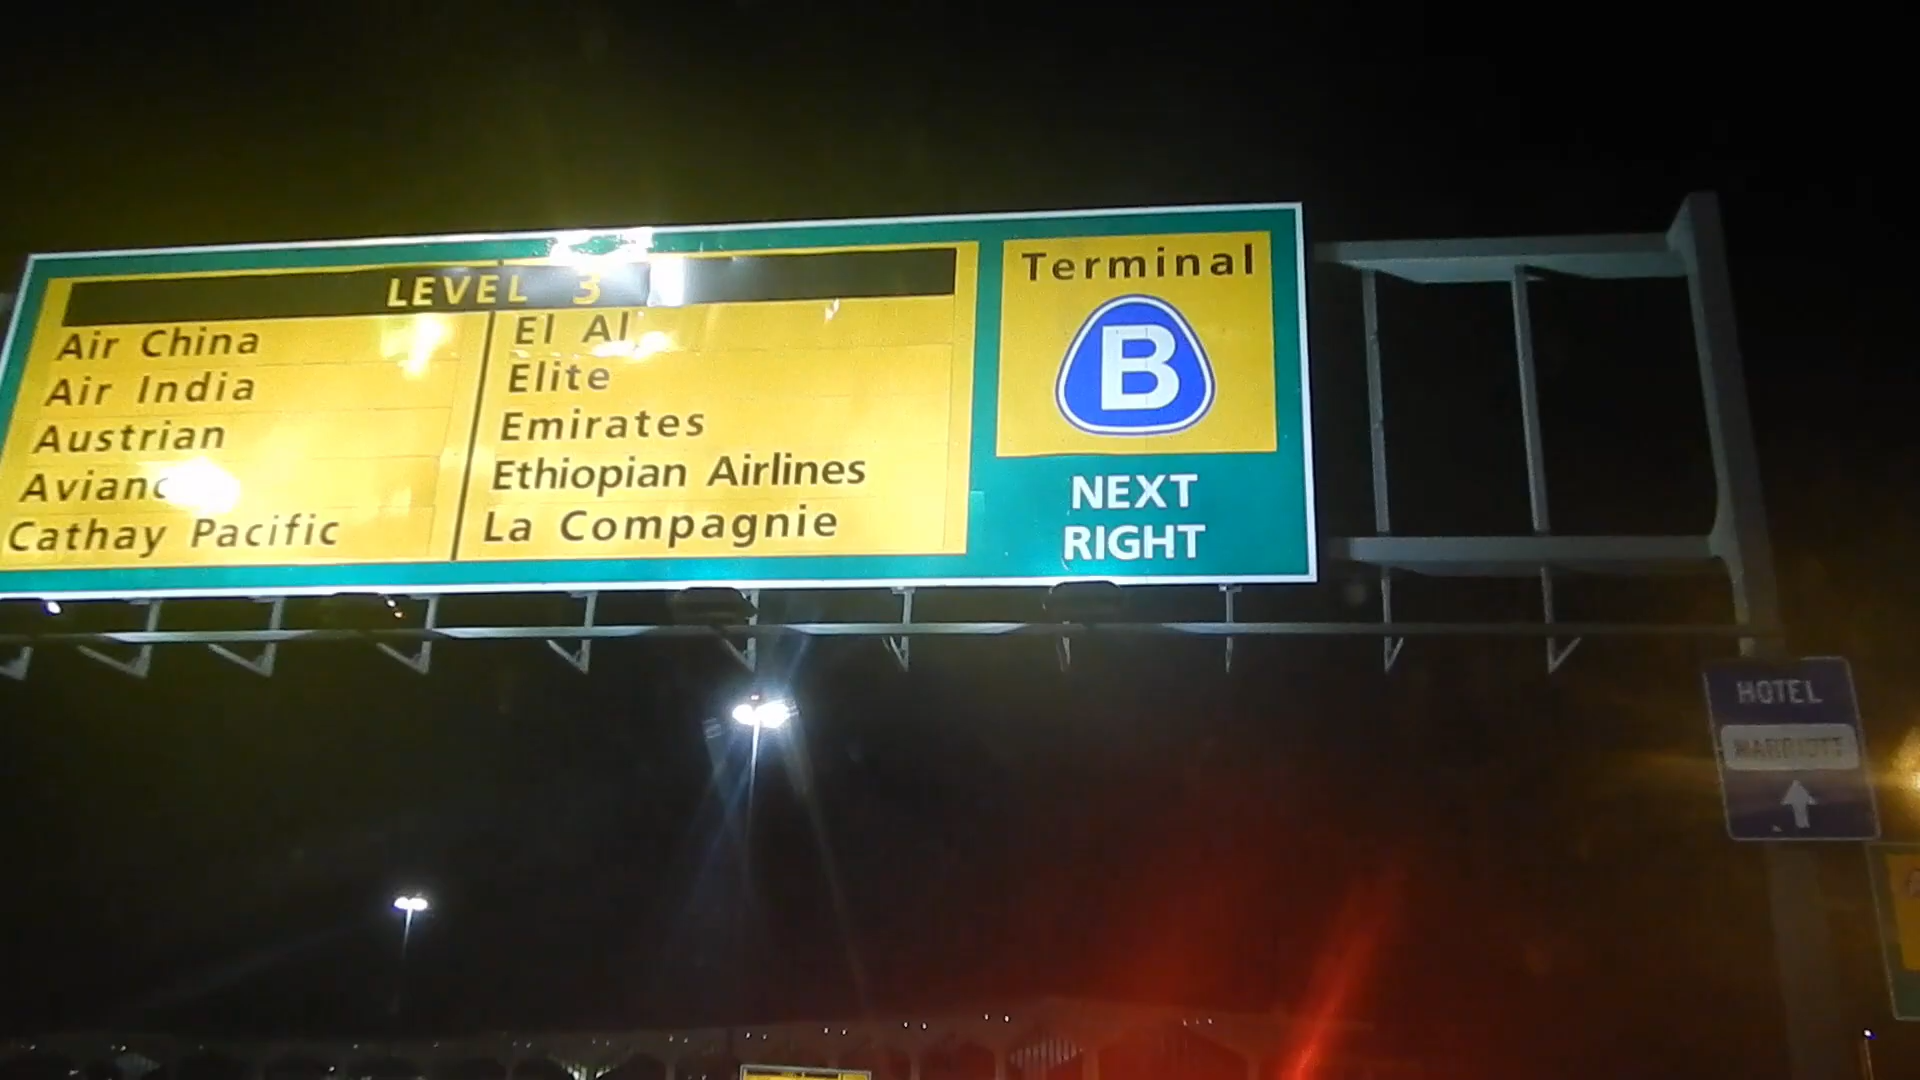 LEVEL 3
Air China
Air India
Austrian
Cathay Pacific
El Al
Elite
Emirates
Ethiopian Airlines
La Compagnie
Terminal
B
NEXT
RIGHT
HOTEL
MARRIOTT